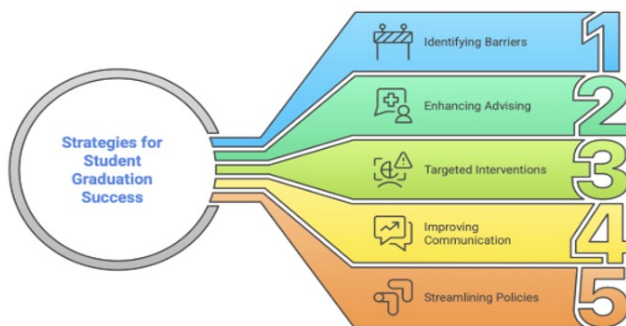 Strategies for
Student
Graduation
Success
Identifying Barriers
1
Enhancing Advising
2
Targeted Interventions
3
Improving
Communication
4
Streamlining Policies
5